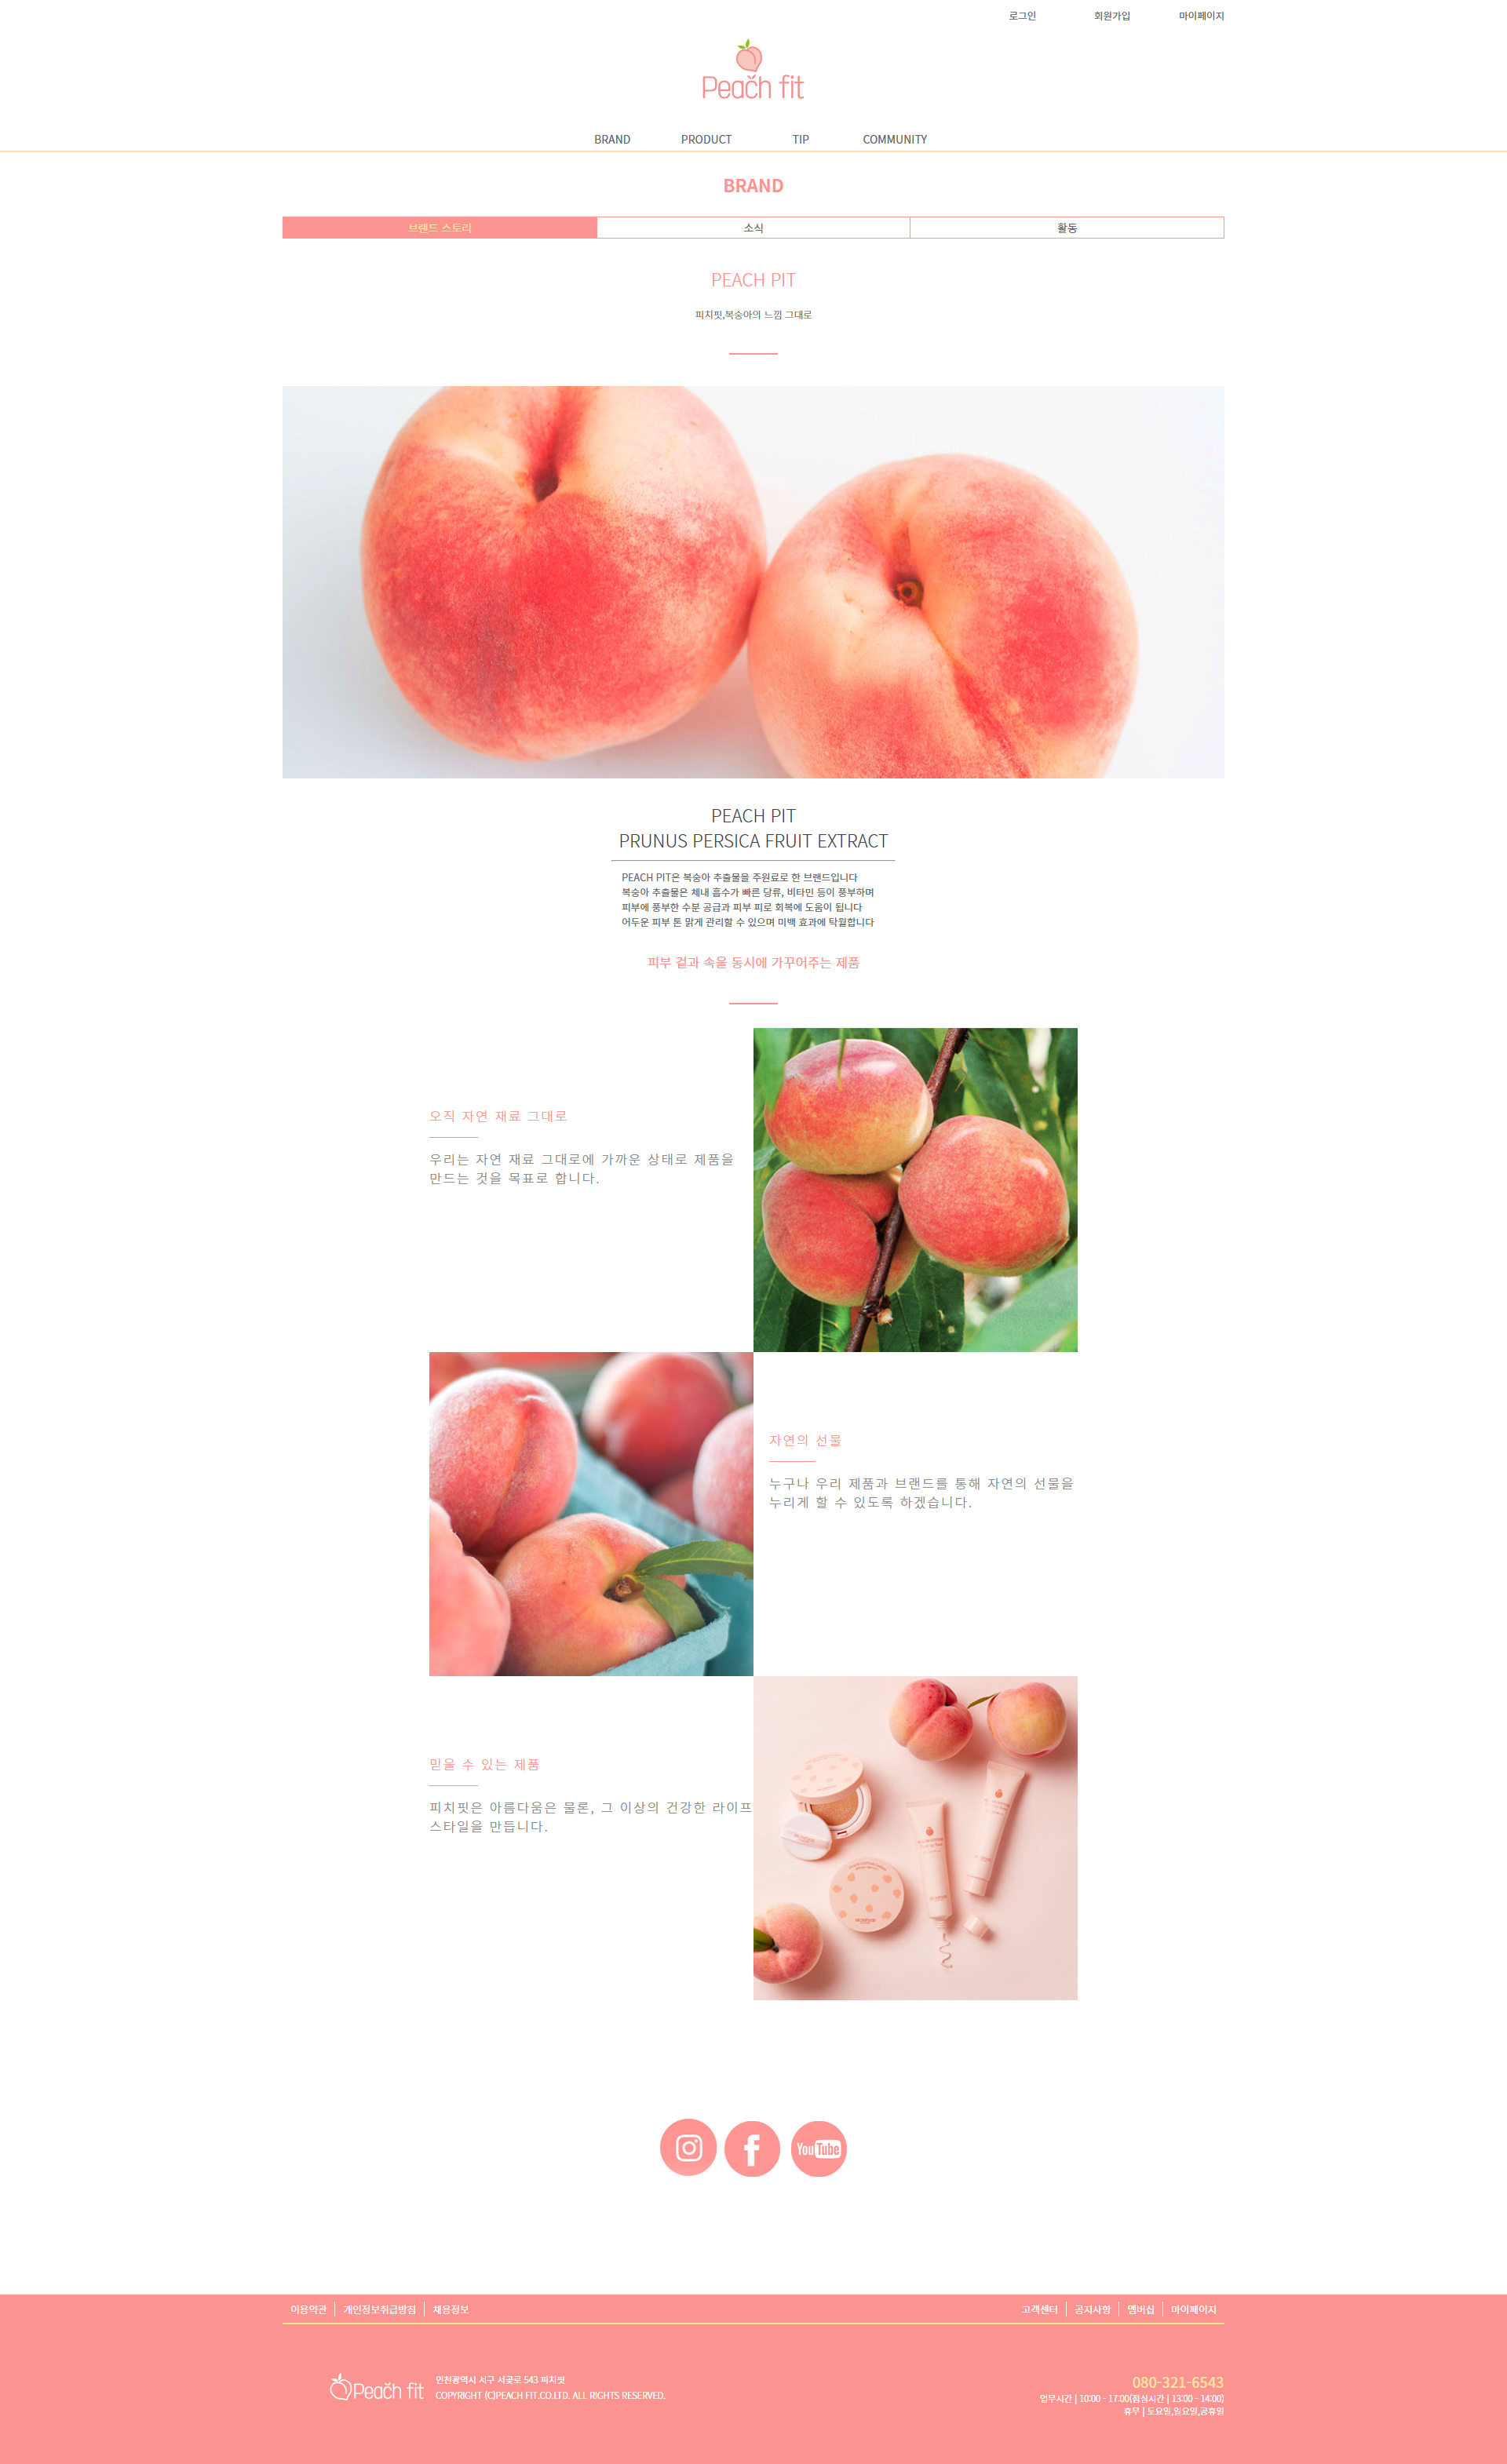 로그인 회원가입 마이페이지
Peach fit
BRAND PRODUCT TIP COMMUNITY
BRAND
브랜드 스토리 소식 활동
PEACH PIT
피치핏,복숭아의 느낌 그대로
PEACH PIT
PRUNUS PERSICA FRUIT EXTRACT
PEACH PIT은 복숭아 추출물을 주원료로 한 브랜드입니다
복숭아 추출물은 체내 흡수가 빠른 당류, 비타민 등이 풍부하며
피부에 풍부한 수분 공급과 피부 피로 회복에 도움이 됩니다
어두운 피부 톤 맑게 관리할 수 있으며 미백 효과에 탁월합니다
피부 겉과 속을 동시에 가꾸어주는 제품
오직 자연 재료 그대로
우리는 자연 재료 그대로에 가까운 상태로 제품을
만드는 것을 목표로 합니다.
자연의 선물
누구나 우리 제품과 브랜드를 통해 자연의 선물을
누리게 할 수 있도록 하겠습니다.
믿을 수 있는 제품
피치핏은 아름다움은 물론, 그 이상의 건강한 라이프
스타일을 만듭니다.
You Tube
이용약관 개인정보취급방침 채용정보 고객센터 공지사항 멤버십 마이페이지
Peach fit
인천광역시 서구 서곶로 543 피치핏
COPYRIGHT (C)PEACH FIT.CO.LTD. ALL RIGHTS RESERVED.
080-321-6543
업무시간 | 10:00 - 17:00(점심시간 | 13:00 - 14:00)
휴무 | 토요일,일요일,공휴일